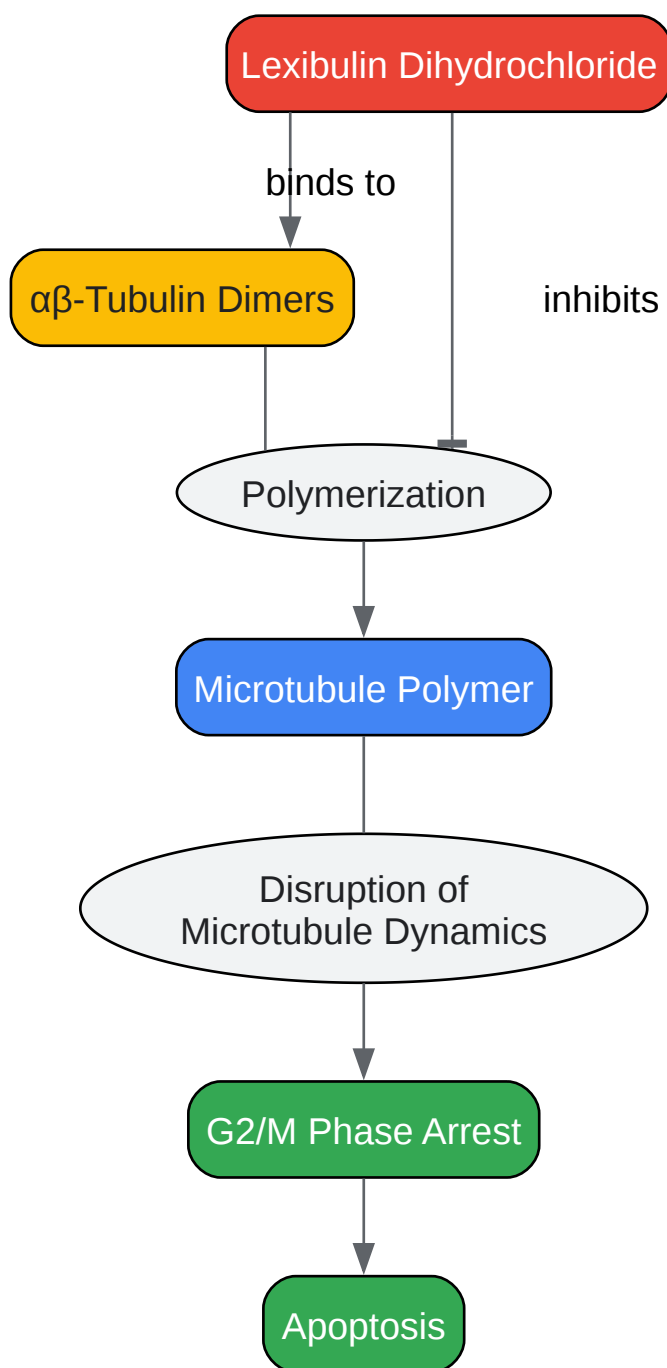 Lexibulin Dihydrochloride
binds to
αβ-Tubulin Dimers
inhibits
Polymerization
Microtubule Polymer
Disruption of
Microtubule Dynamics
G2/M Phase Arrest
Apoptosis